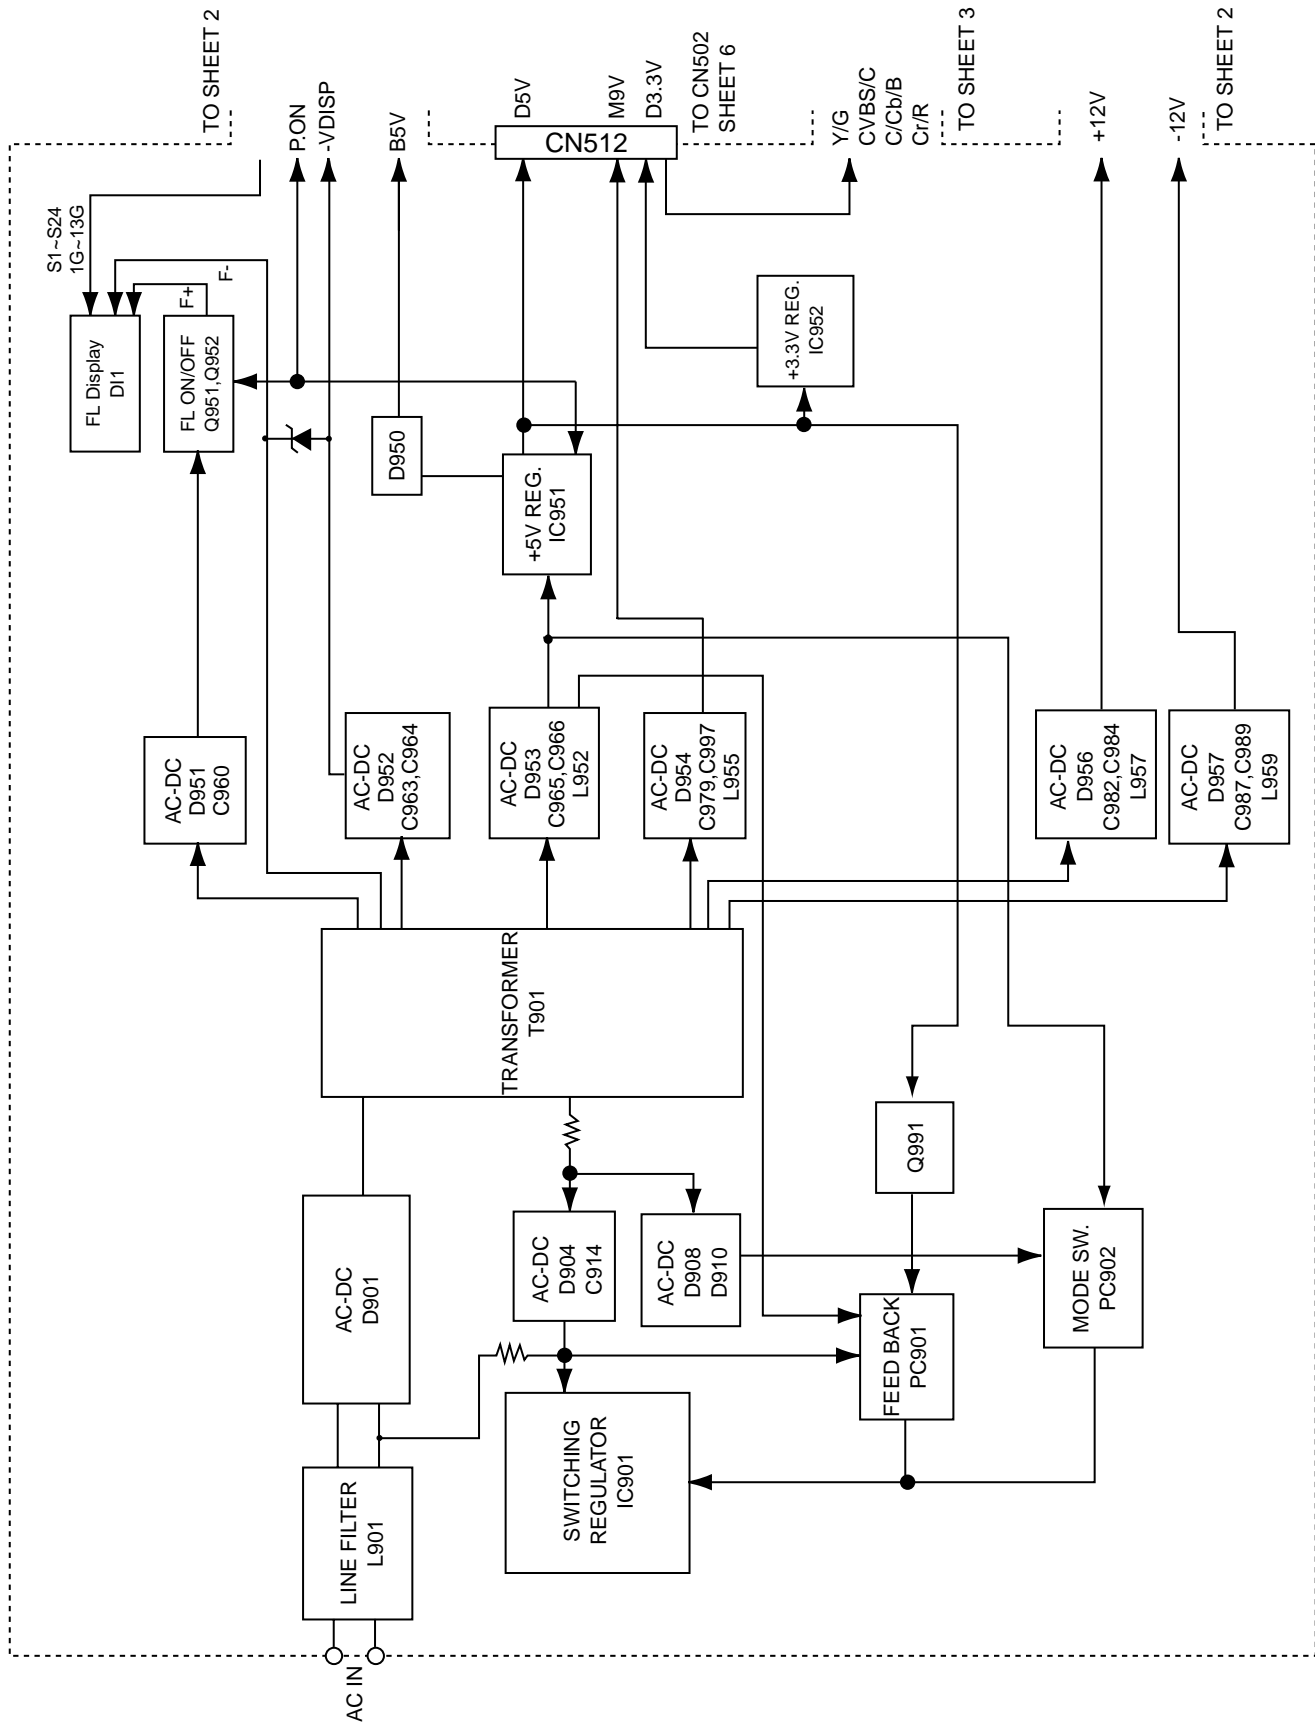 AC IN
LINE FILTER
L901
AC-DC
D901
SWITCHING
REGULATOR
IC901
AC-DC
D904
C914
AC-DC
D908
D910
FEED BACK
PC901
MODE SW.
PC902
Q991
TRANSFORMER
T901
AC-DC
D951
C960
AC-DC
D952
C963,C964
AC-DC
D953
C965,C966
L952
AC-DC
D954
C979,C997
L955
AC-DC
D956
C982,C984
L957
AC-DC
D957
C987,C989
L959
FL Display
DI1
FL ON/OFF
Q951,Q952
F+
F-
S1~S24
1G~13G
D950
+5V REG.
IC951
+3.3V REG.
IC952
CN512
TO SHEET 2
P.ON
-VDISP
B5V
D5V
M9V
D3.3V
TO CN502
SHEET 6
Y/G
CVBS/C
C/Cb/B
Cr/R
TO SHEET 3
+12V
-12V
TO SHEET 2